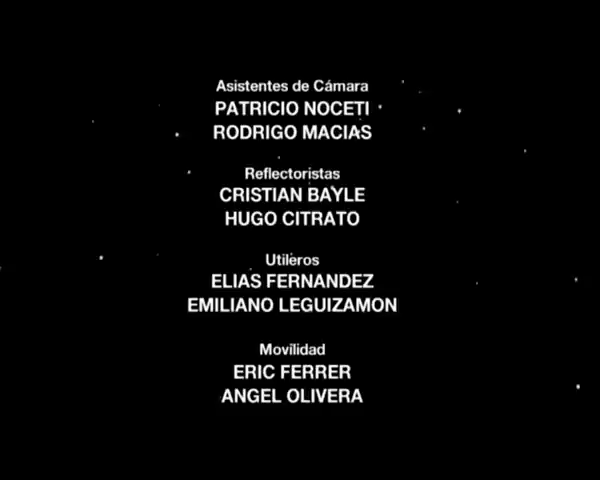 Asistentes de Cámara
PATRICIO NOCETI
RODRIGO MACIAS
Reflectoristas
CRISTIAN BAYLE
HUGO CITRATO
Utileros
ELIAS FERNANDEZ
EMILIANO LEGUIZAMON
Movilidad
ERIC FERRER
ANGEL OLIVERA